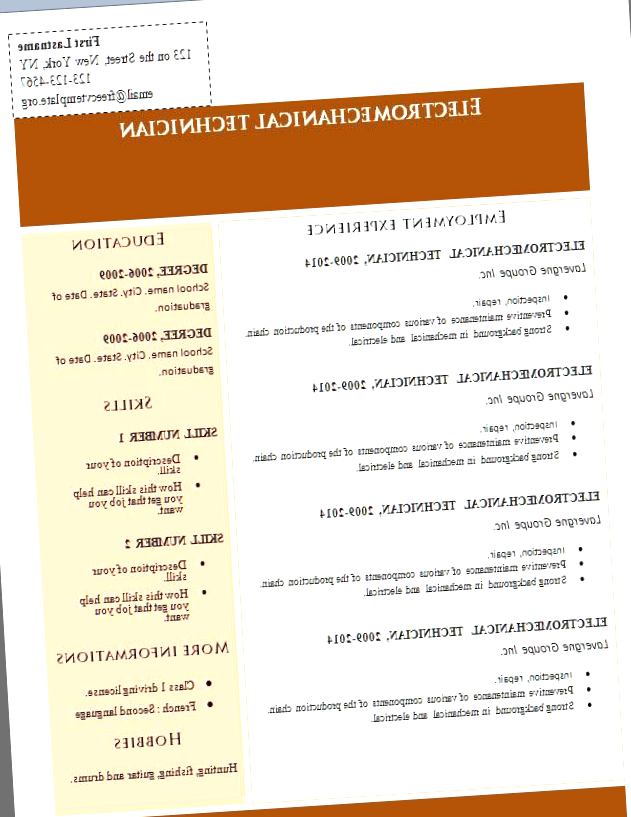 First Lastname
123 on the Street, New York, NY
123-123-4567
email@freecvtemplate.org
ELECTROMECHANICAL TECHNICIAN
EMPLOYMENT EXPERIENCE
ELECTROMECHANICAL TECHNICIAN, 2009-2014
Lavergne Groupe Inc.
• Inspection, repair.
• Preventive maintenance of various components of the production chain.
• Strong background in mechanical and electrical.
ELECTROMECHANICAL TECHNICIAN, 2009-2014
Lavergne Groupe Inc.
• Inspection, repair.
• Preventive maintenance of various components of the production chain.
• Strong background in mechanical and electrical.
ELECTROMECHANICAL TECHNICIAN, 2009-2014
Lavergne Groupe Inc.
• Inspection, repair.
• Preventive maintenance of various components of the production chain.
• Strong background in mechanical and electrical.
ELECTROMECHANICAL TECHNICIAN, 2009-2014
Lavergne Groupe Inc.
• Inspection, repair.
• Preventive maintenance of various components of the production chain.
• Strong background in mechanical and electrical.
EDUCATION
DEGREE, 2006-2009
School name. City. State. Date of
graduation.
DEGREE, 2006-2009
School name. City. State. Date of
graduation.
SKILLS
SKILL NUMBER 1
• Description of your
skill.
• How this skill can help
you get that job you
want.
SKILL NUMBER 2
• Description of your
skill.
• How this skill can help
you get that job you
want.
MORE INFORMATIONS
• Class 1 driving license.
• French : Second language
HOBBIES
Hunting, fishing, guitar and drums.